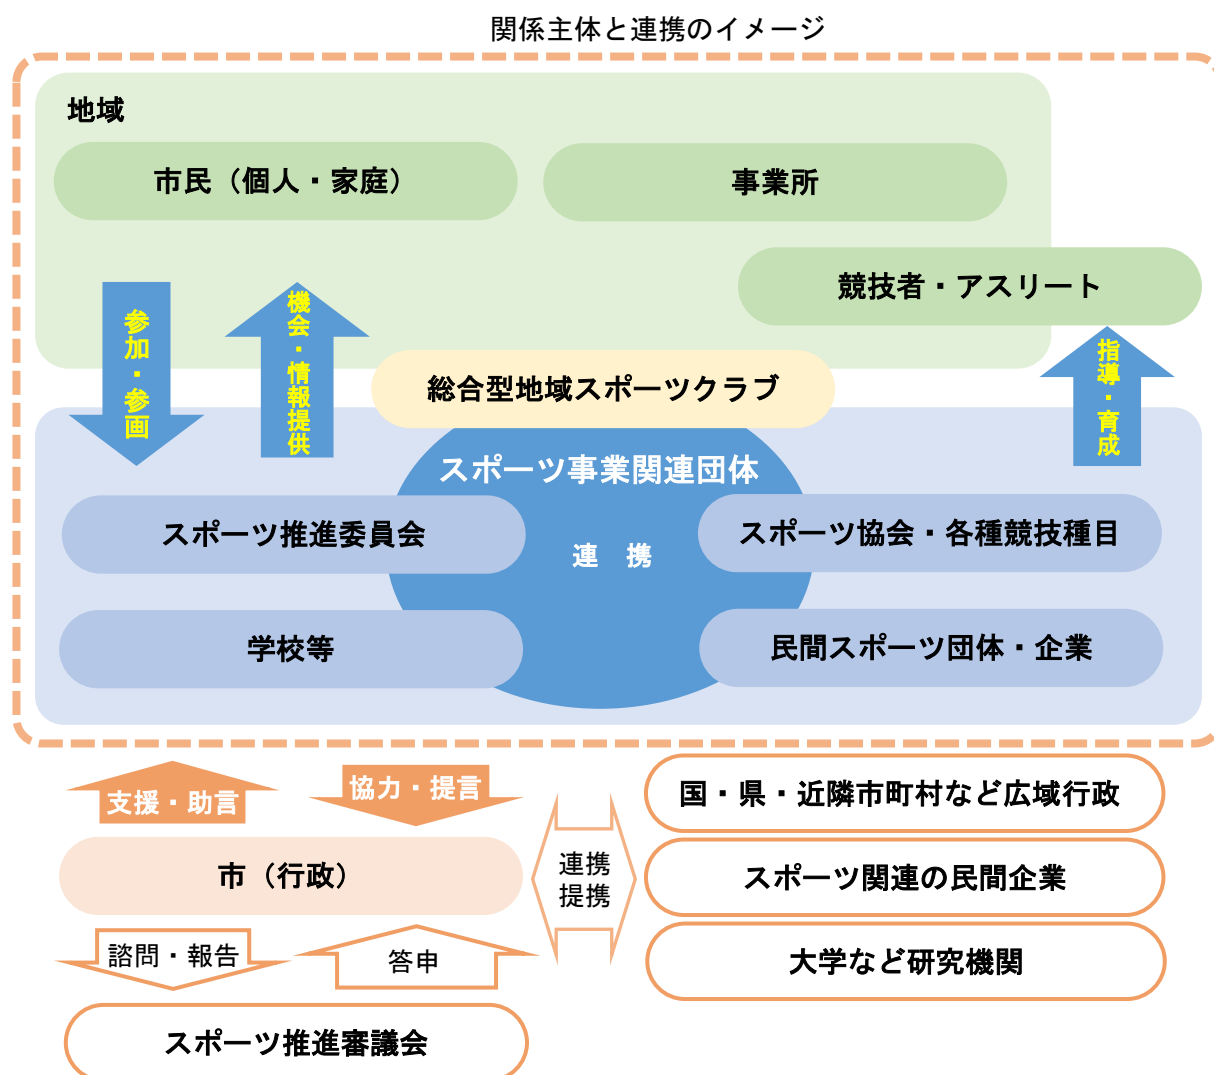 関係主体と連携のイメージ
地域
市民（個人・家庭）
事業所
競技者・アスリート
参加・参画
機会・情報提供
指導・育成
総合型地域スポーツクラブ
スポーツ事業関連団体
連　携
スポーツ推進委員会
スポーツ協会・各種競技種目
学校等
民間スポーツ団体・企業
支援・助言
協力・提言
市（行政）
連携
提携
国・県・近隣市町村など広域行政
スポーツ関連の民間企業
大学など研究機関
諮問・報告
答申
スポーツ推進審議会